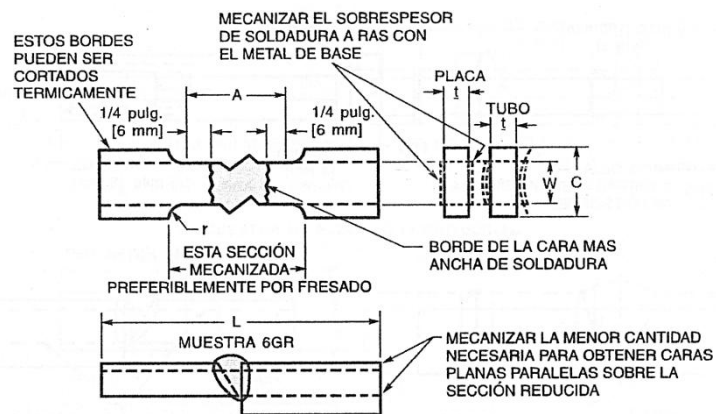 MECANIZAR EL SOBRESPESOR
DE SOLDADURA A RAS CON
EL METAL DE BASE
ESTOS BORDES
PUEDEN SER
CORTADOS
TERMICAMENTE
A
1/4 pulg.
[6 mm]
1/4 pulg.
[6 mm]
PLACA
t
TUBO
t
W
C
r
ESTA SECCIÓN
MECANIZADA
PREFERIBLEMENTE POR FRESADO
BORDE DE LA CARA MAS
ANCHA DE SOLDADURA
L
MUESTRA 6GR
MECANIZAR LA MENOR CANTIDAD
NECESARIA PARA OBTENER CARAS
PLANAS PARALELAS SOBRE LA
SECCIÓN REDUCIDA